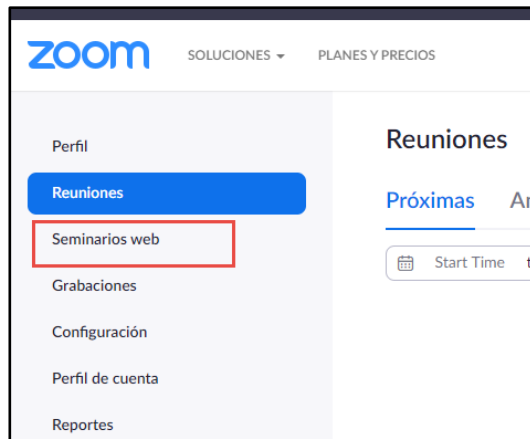 zoom
SOLUCIONES
PLANES Y PRECIOS
Perfil
Reuniones
Seminarios web
Grabaciones
Configuración
Perfil de cuenta
Reportes
Reuniones
Próximas
Start Time